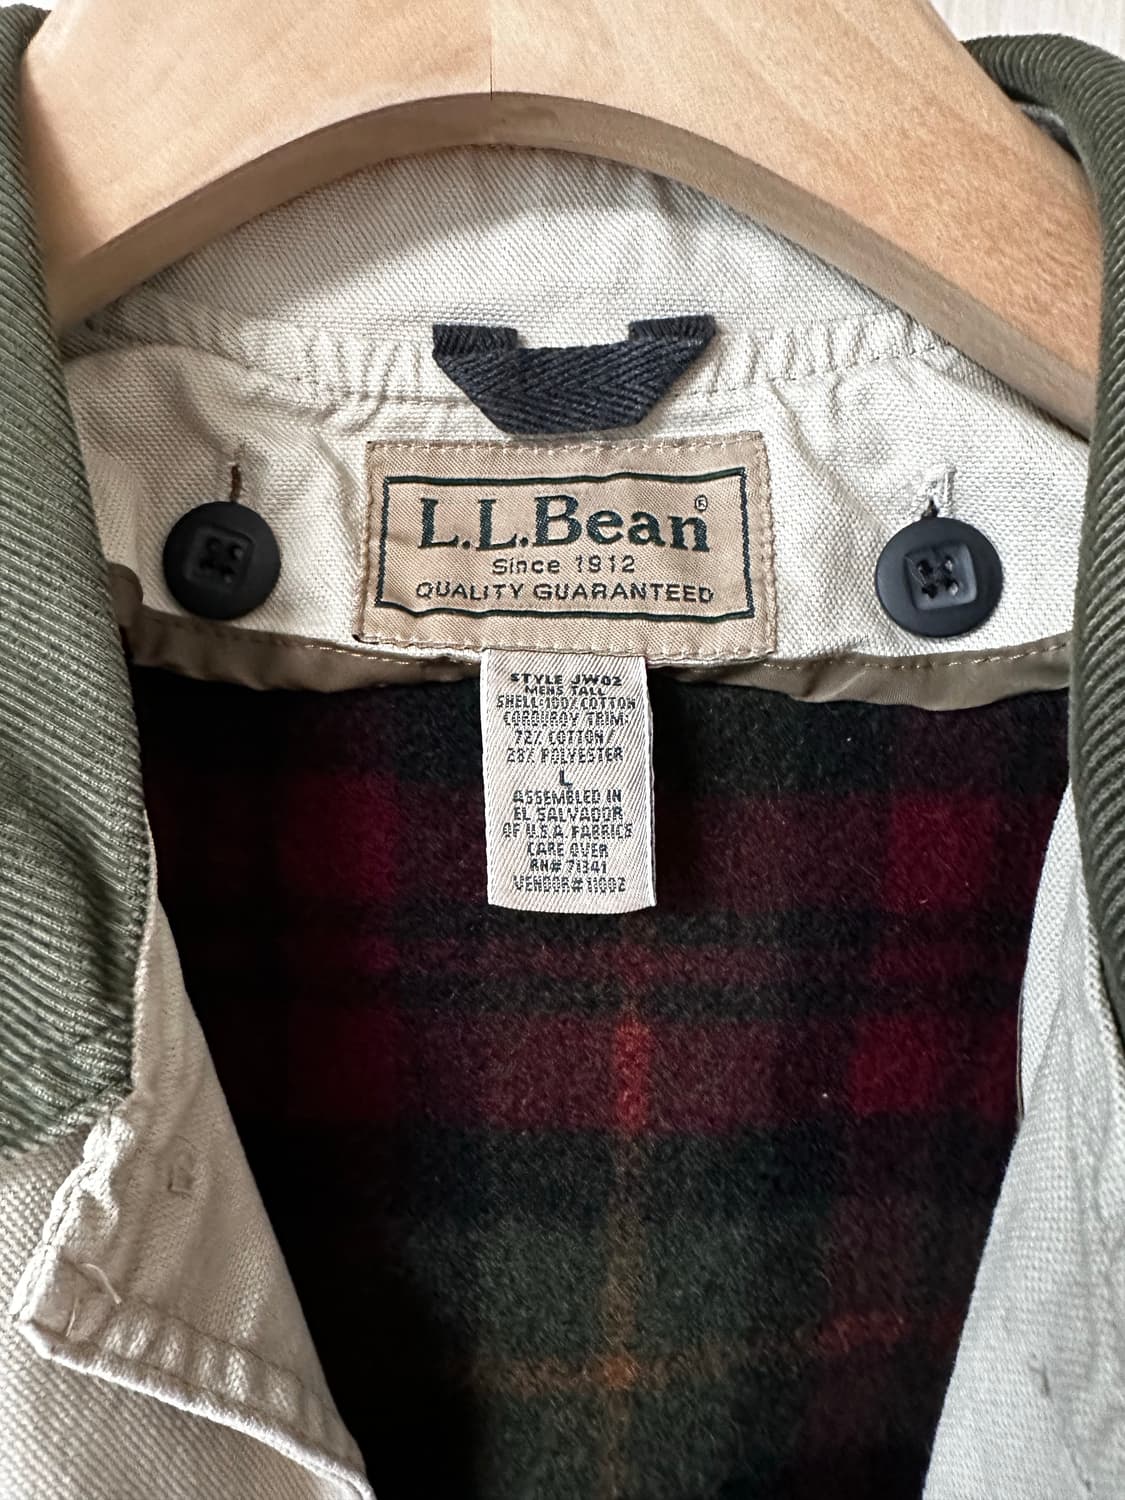 L.L.Bean®
Since 1912
QUALITY GUARANTEED
STYLE JW02
MENS TALL
SHELL:100% COTTON
CORDUROY TRIM:
72% COTTON/
28% POLYESTER
L
ASSEMBLED IN
EL SALVADOR
OF U.S.A. FABRICS
CARE OVER
RN# 71341
VENDOR# 11002